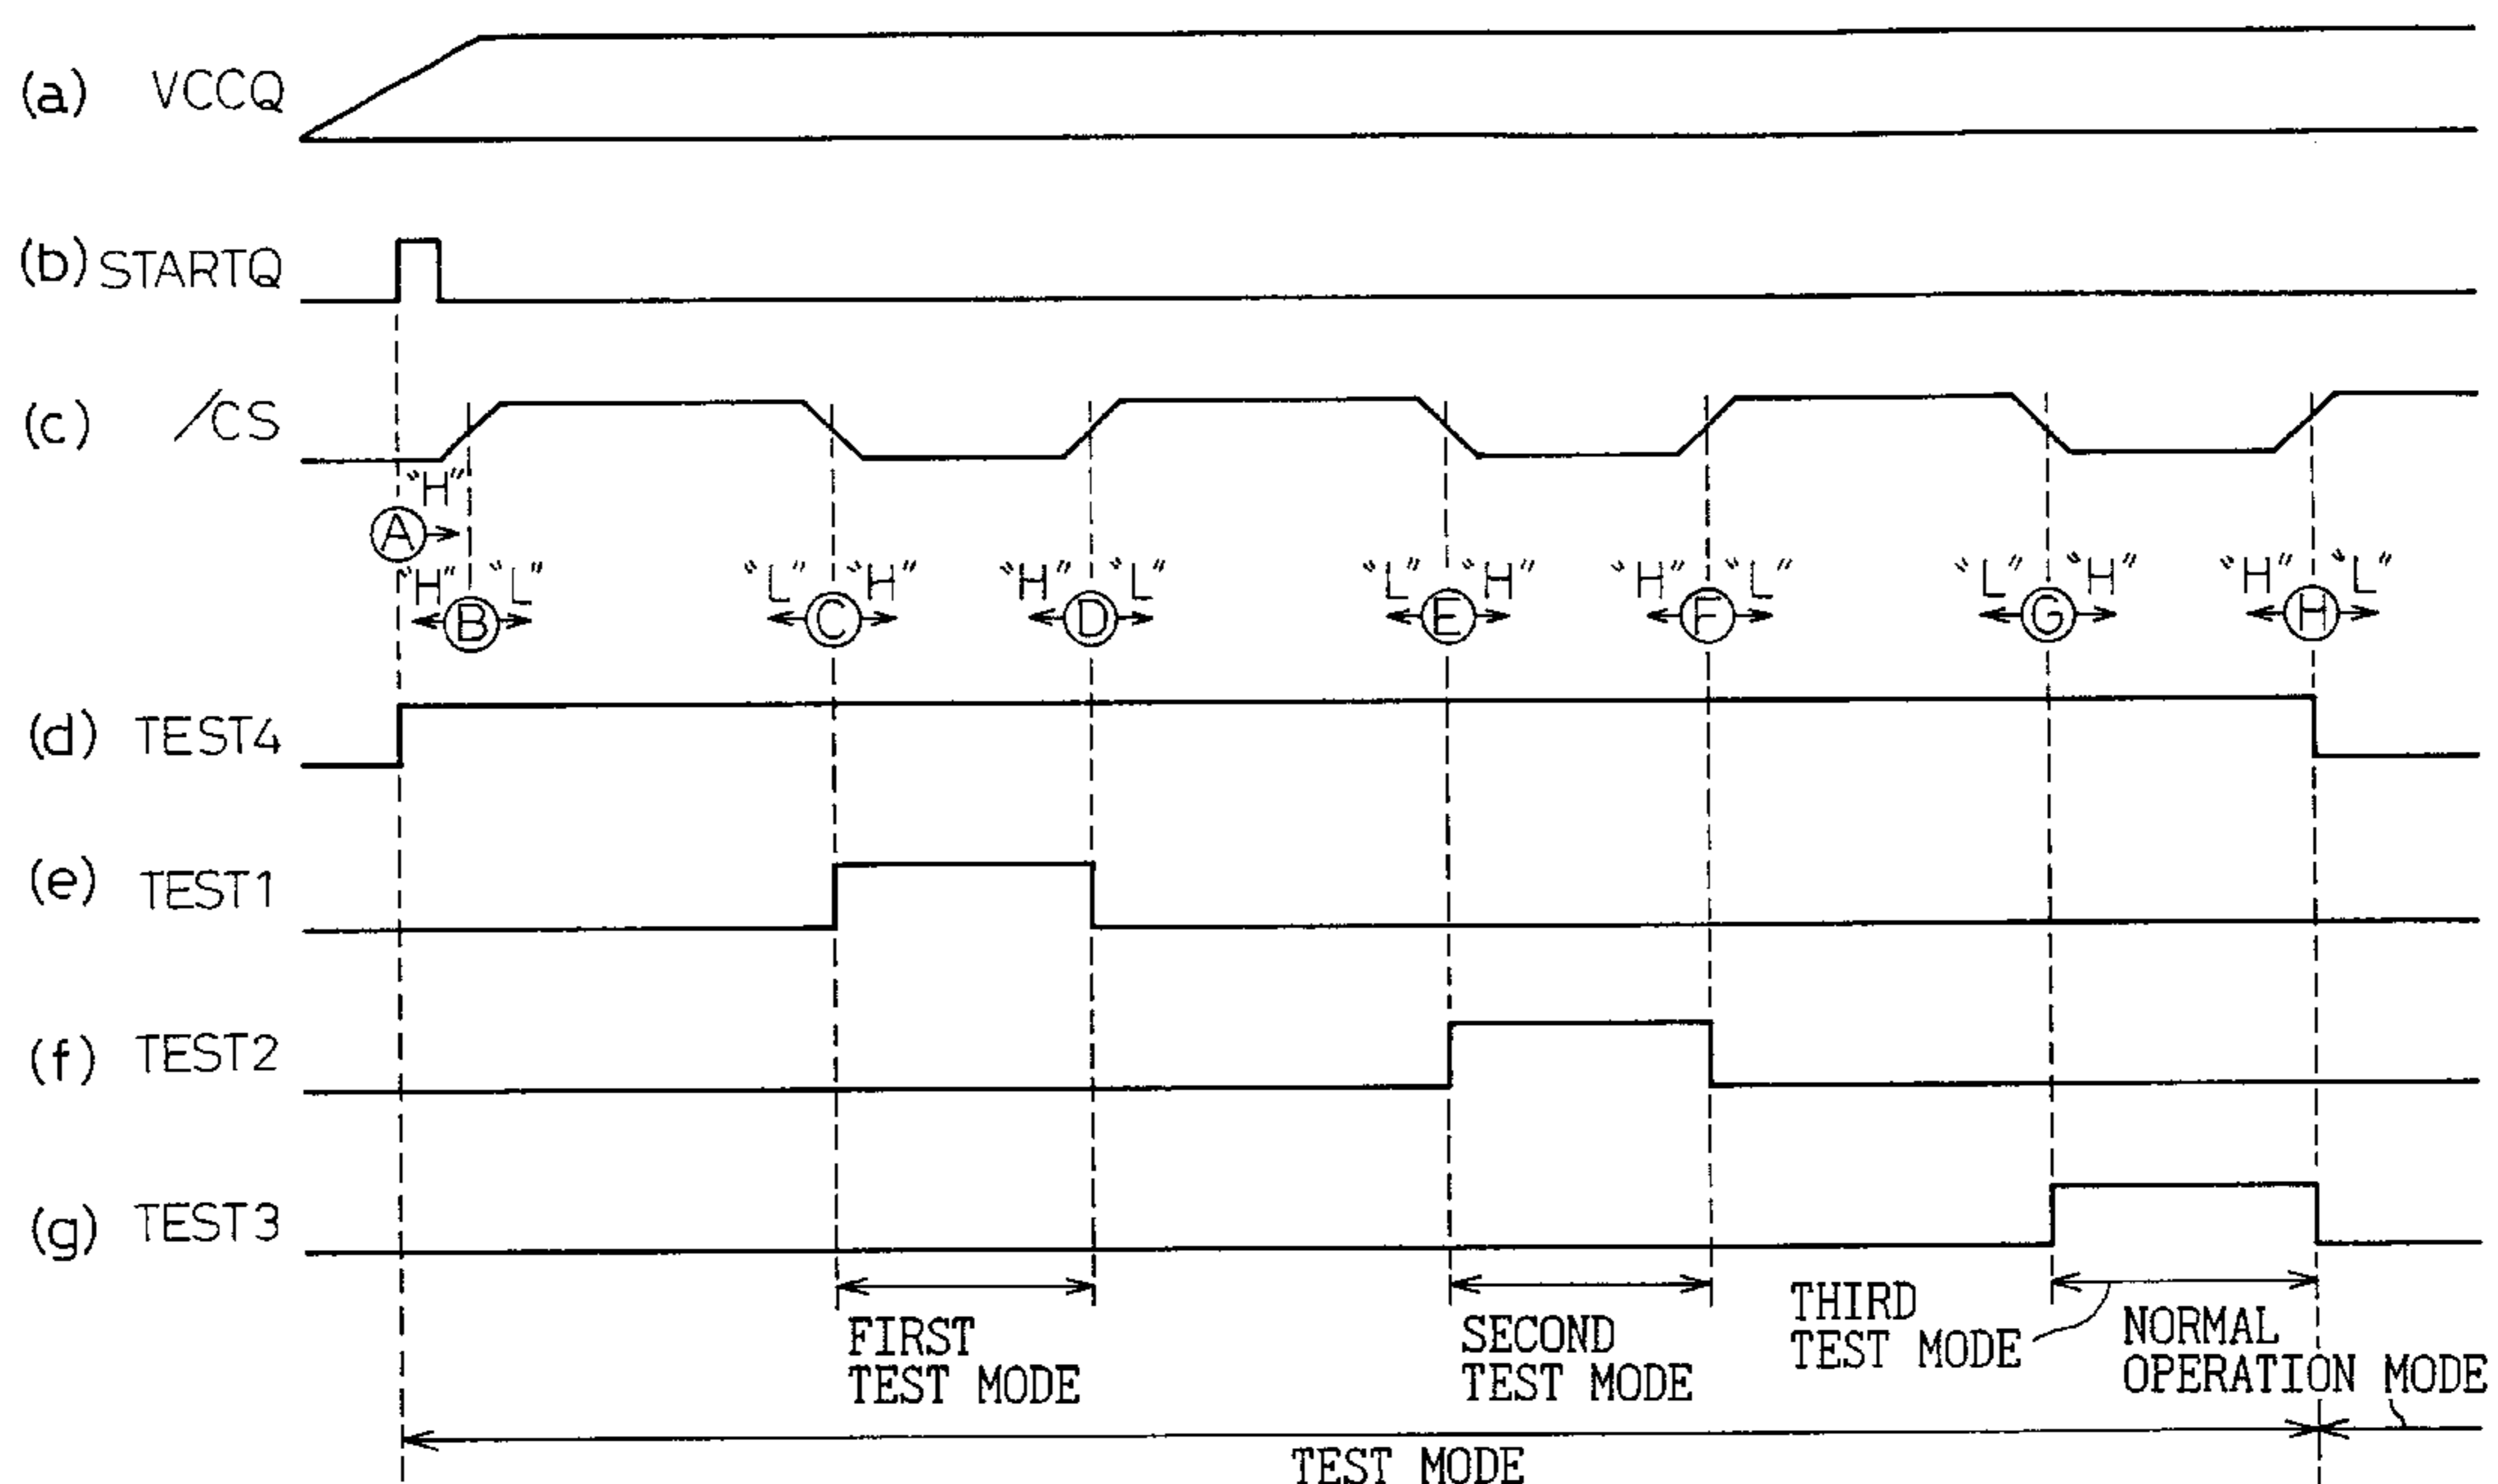 (a) VCCQ
(b) STARTQ
(c) /CS
"H"
A
"H" "L"
B
"L" "H"
C
"H" "L"
D
"L" "H"
E
"H" "L"
F
"L" "H"
G
"H" "L"
H
(d) TEST4
(e) TEST1
(f) TEST2
(g) TEST3
FIRST
TEST MODE
SECOND
TEST MODE
THIRD
TEST MODE
NORMAL
OPERATION MODE
TEST MODE